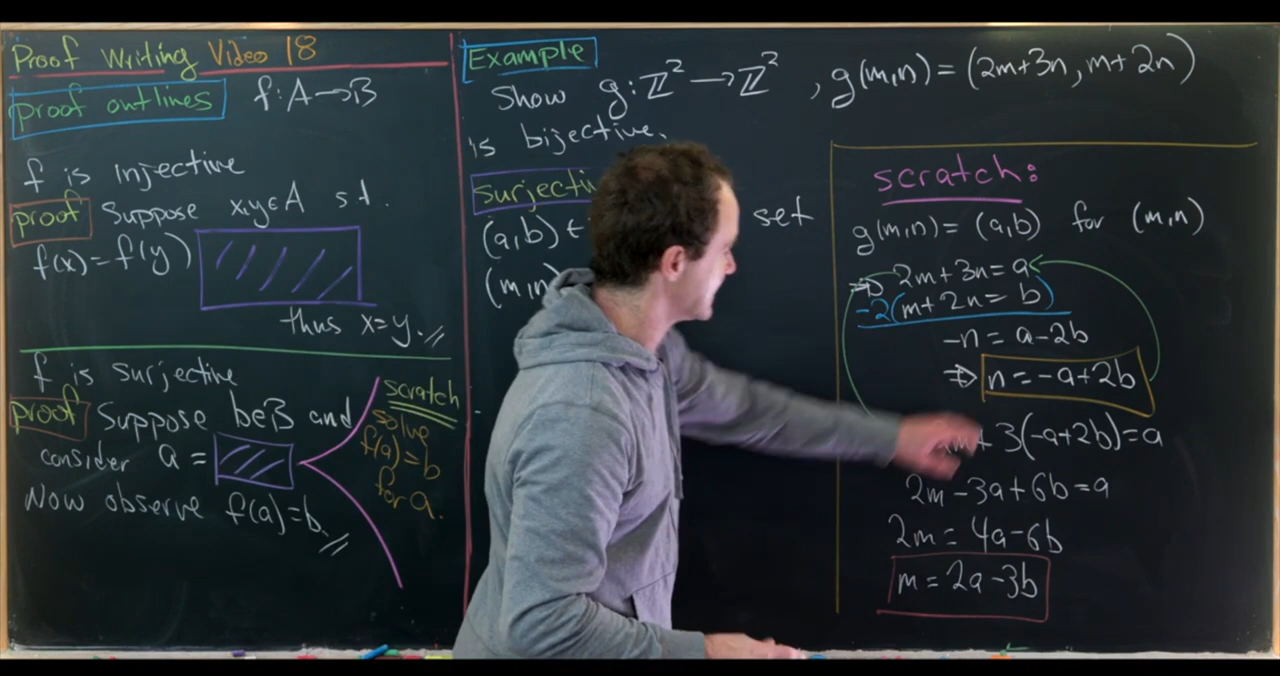 Proof Writing Video 18
proof outlines f: A→B
f is injective
proof Suppose x,y∈A st.
f(x)=f(y)
thus x=y.
f is surjective
proof Suppose b∈B and
consider a =
Now observe f(a)=b.
scratch
solve
f(a)=b
for a.
Example
Show g: ℤ²→ℤ², g(m,n)=(2m+3n, m+2n)
is bijective.
surjecti
(a,b) ∈ set
(m,n)
scratch:
g(m,n)=(a,b) for (m,n)
⇒ 2m+3n=a
-2(m+2n=b)
-n=a-2b
⇒ n=-a+2b
+3(-a+2b)=a
2m-3a+6b=a
2m=4a-6b
m=2a-3b